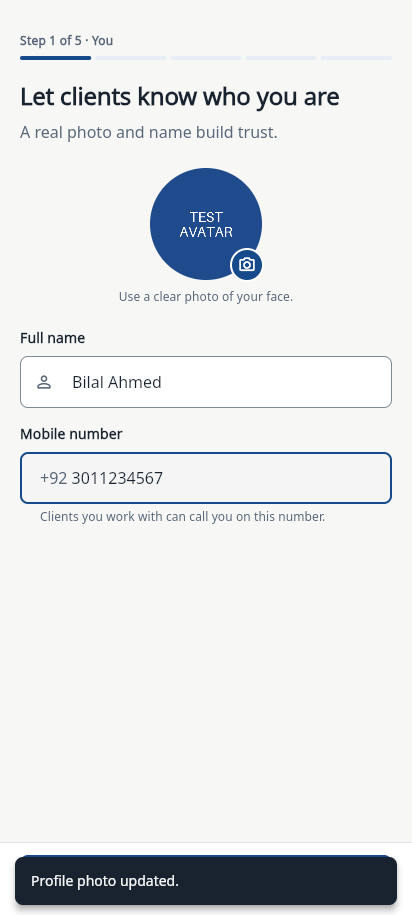 Step 1 of 5 · You
Let clients know who you are
A real photo and name build trust.
TEST
AVATAR
Use a clear photo of your face.
Full name
Bilal Ahmed
Mobile number
+92 3011234567
Clients you work with can call you on this number.
Profile photo updated.